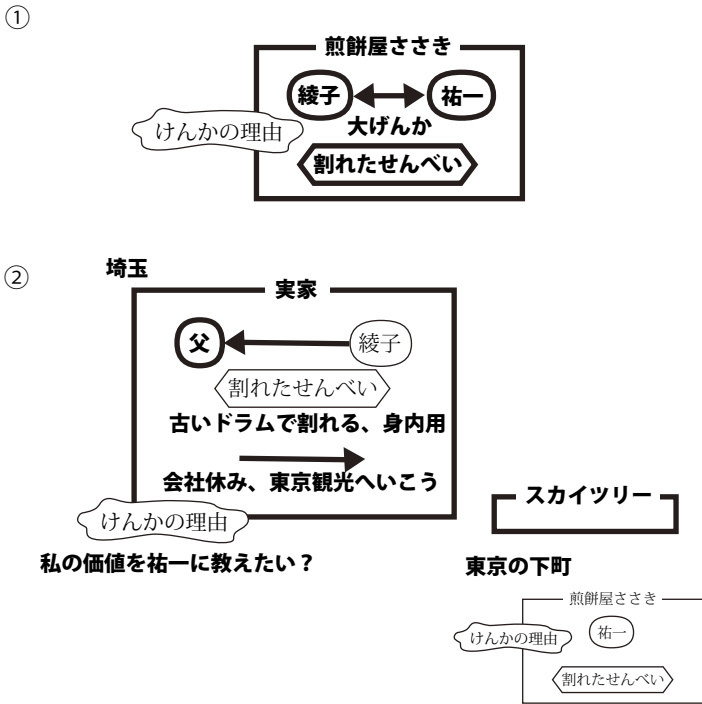 ①
煎餅屋ささき
綾子
祐一
大げんか
けんかの理由
割れたせんべい
②
埼玉
実家
父
綾子
割れたせんべい
古いドラムで割れる、身内用
会社休み、東京観光へいこう
けんかの理由
私の価値を祐一に教えたい？
スカイツリー
東京の下町
煎餅屋ささき
けんかの理由
祐一
割れたせんべい